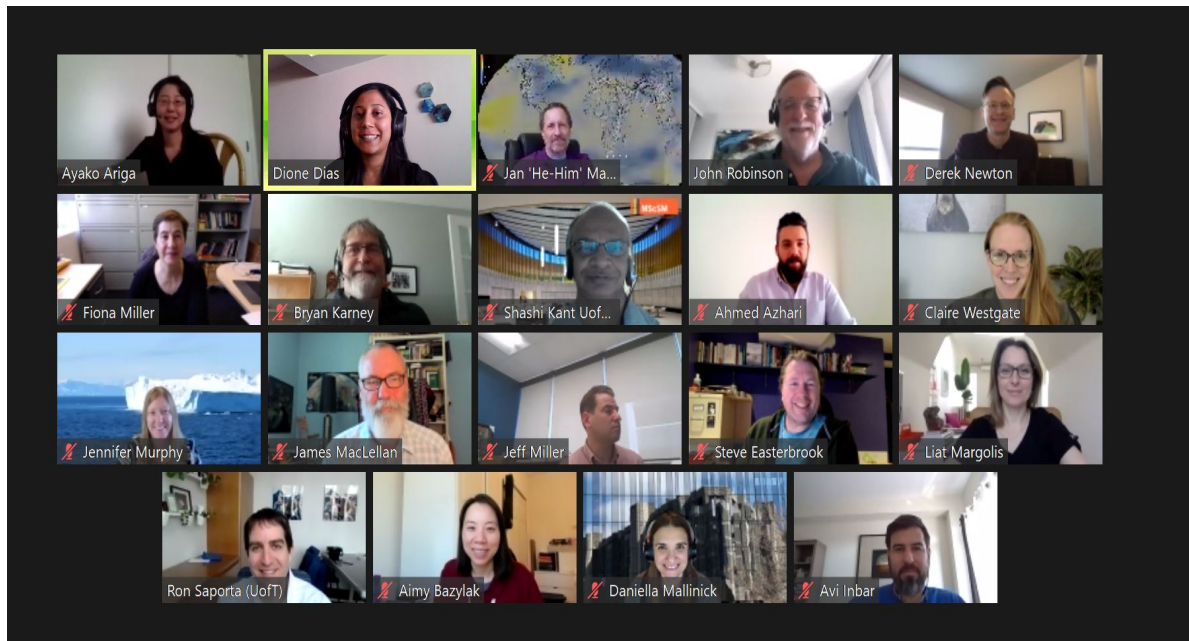 Ayako Ariga
Dione Dias
Jan 'He-Him' Ma...
John Robinson
Derek Newton
Fiona Miller
Bryan Karney
MScSM
Shashi Kant Uof...
Ahmed Azhari
Claire Westgate
Jennifer Murphy
James MacLellan
Jeff Miller
Steve Easterbrook
Liat Margolis
Ron Saporta (UofT)
Aimy Bazylak
Daniella Mallinick
Avi Inbar